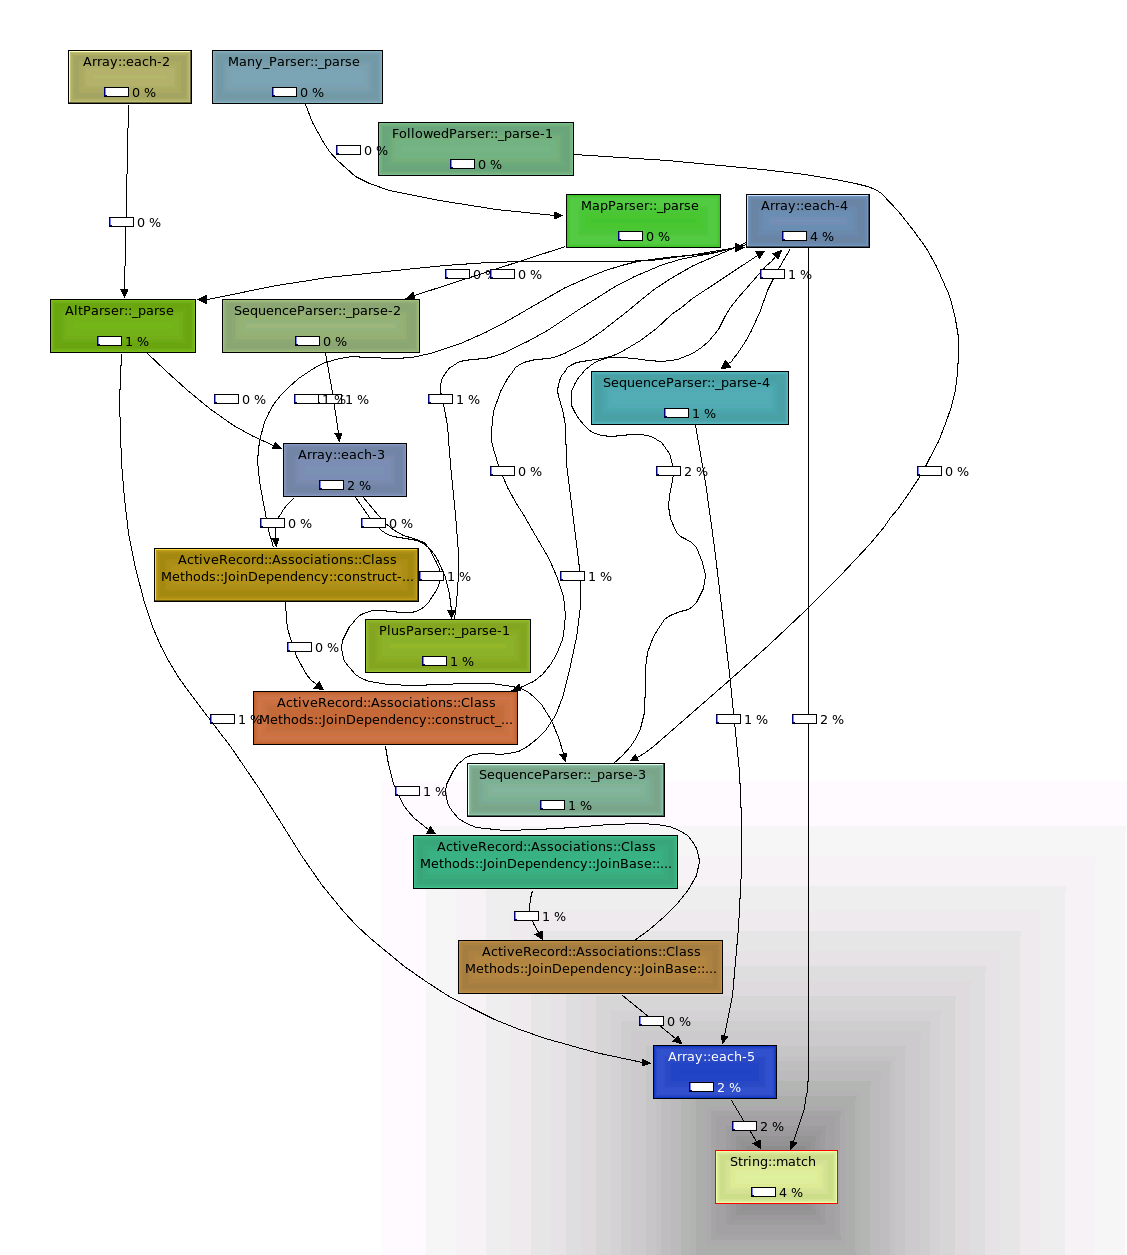 Array::each-2
0 %
Many_Parser::_parse
0 %
FollowedParser::_parse-1
0 %
0 %
MapParser::_parse
0 %
Array::each-4
4 %
0 %
0 %
0 %
1 %
AltParser::_parse
1 %
SequenceParser::_parse-2
0 %
SequenceParser::_parse-4
1 %
0 %
1 %
1 %
1 %
Array::each-3
2 %
0 %
2 %
0 %
0 %
0 %
ActiveRecord::Associations::Class
Methods::JoinDependency::construct-...
1 %
1 %
PlusParser::_parse-1
1 %
0 %
ActiveRecord::Associations::Class
Methods::JoinDependency::construct_...
1 %
1 %
2 %
SequenceParser::_parse-3
1 %
1 %
ActiveRecord::Associations::Class
Methods::JoinDependency::JoinBase::...
1 %
ActiveRecord::Associations::Class
Methods::JoinDependency::JoinBase::...
0 %
Array::each-5
2 %
2 %
String::match
4 %